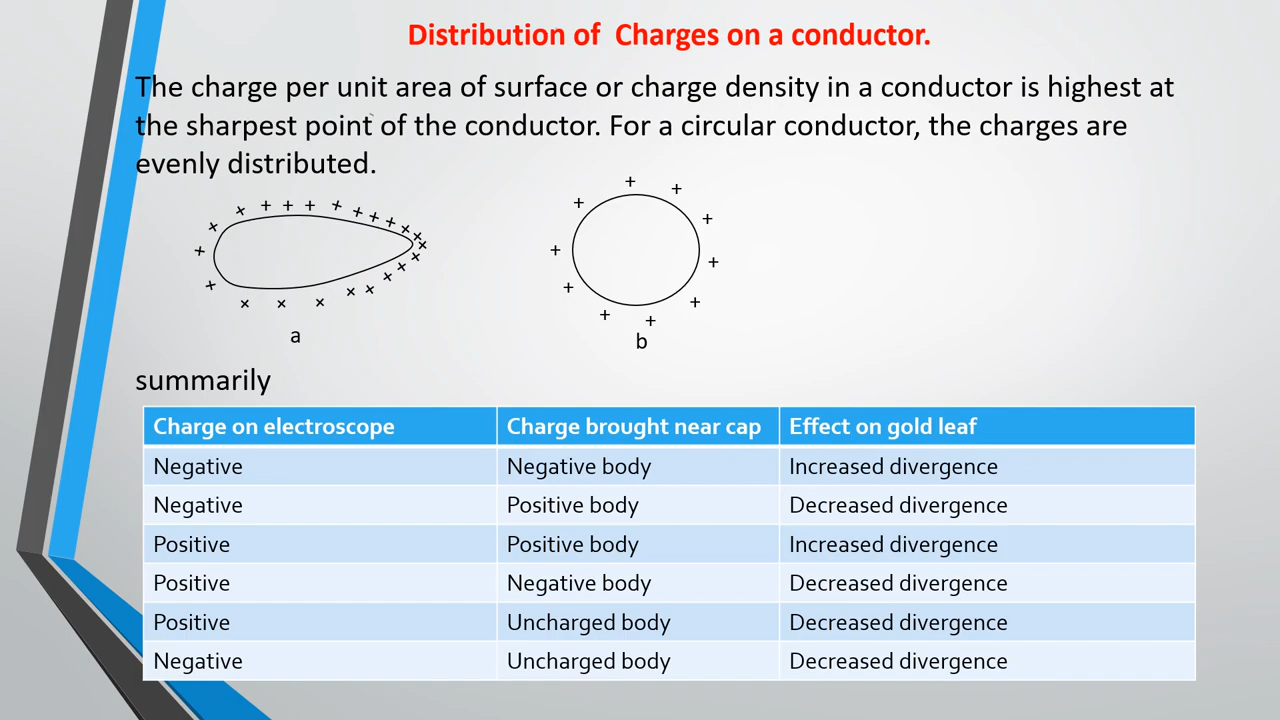 Distribution of  Charges on a conductor.
The charge per unit area of surface or charge density in a conductor is highest at
the sharpest point of the conductor. For a circular conductor, the charges are
evenly distributed.
a
b
summarily
Charge on electroscope Charge brought near cap Effect on gold leaf
Negative Negative body Increased divergence
Negative Positive body Decreased divergence
Positive Positive body Increased divergence
Positive Negative body Decreased divergence
Positive Uncharged body Decreased divergence
Negative Uncharged body Decreased divergence